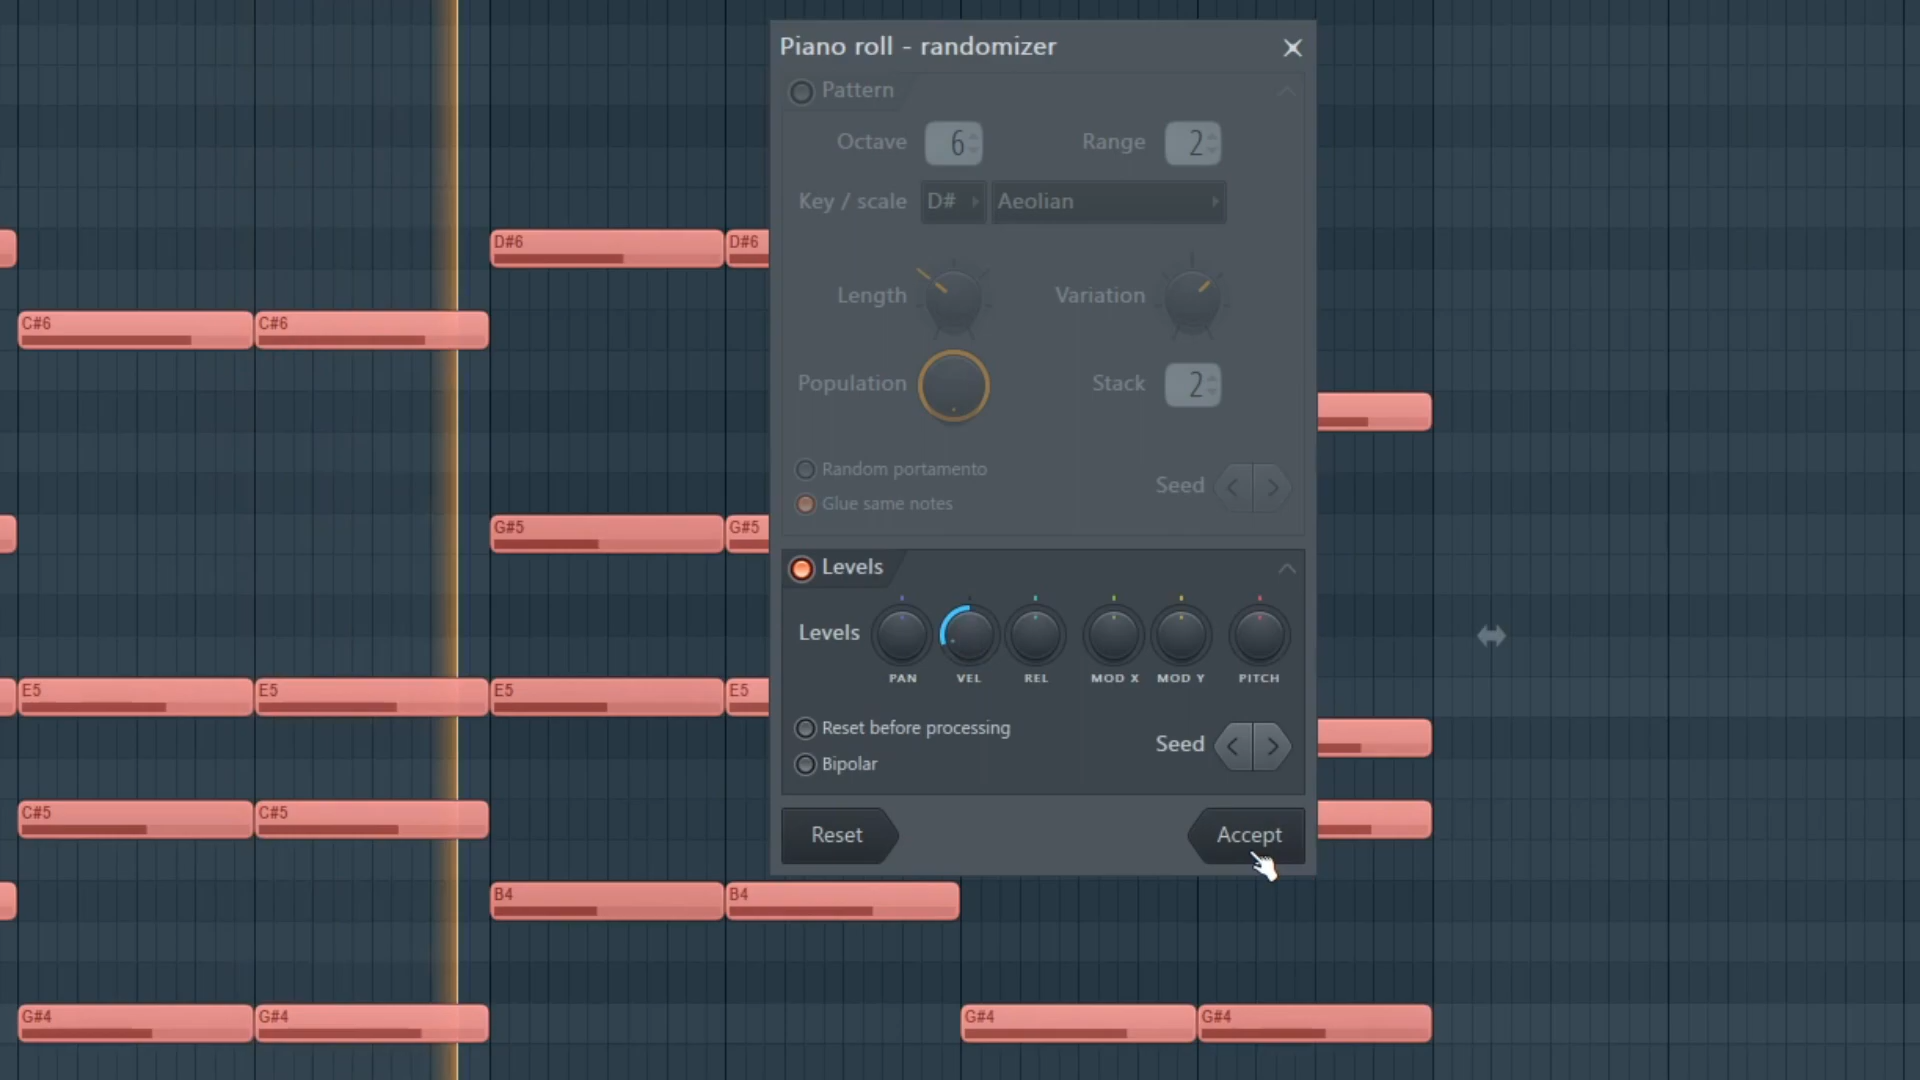 Piano roll - randomizer
Pattern
Octave 6 Range 2
Key / scale D# Aeolian
D#6 D#6
Length Variation
C#6 C#6
Population Stack 2
Random portamento
Seed
Glue same notes
G#5 G#5
Levels
Levels
PAN VEL REL MOD X MOD Y PITCH
E5 E5 E5 E5
Reset before processing
Seed
Bipolar
C#5 C#5
Reset Accept
B4 B4
G#4 G#4 G#4 G#4